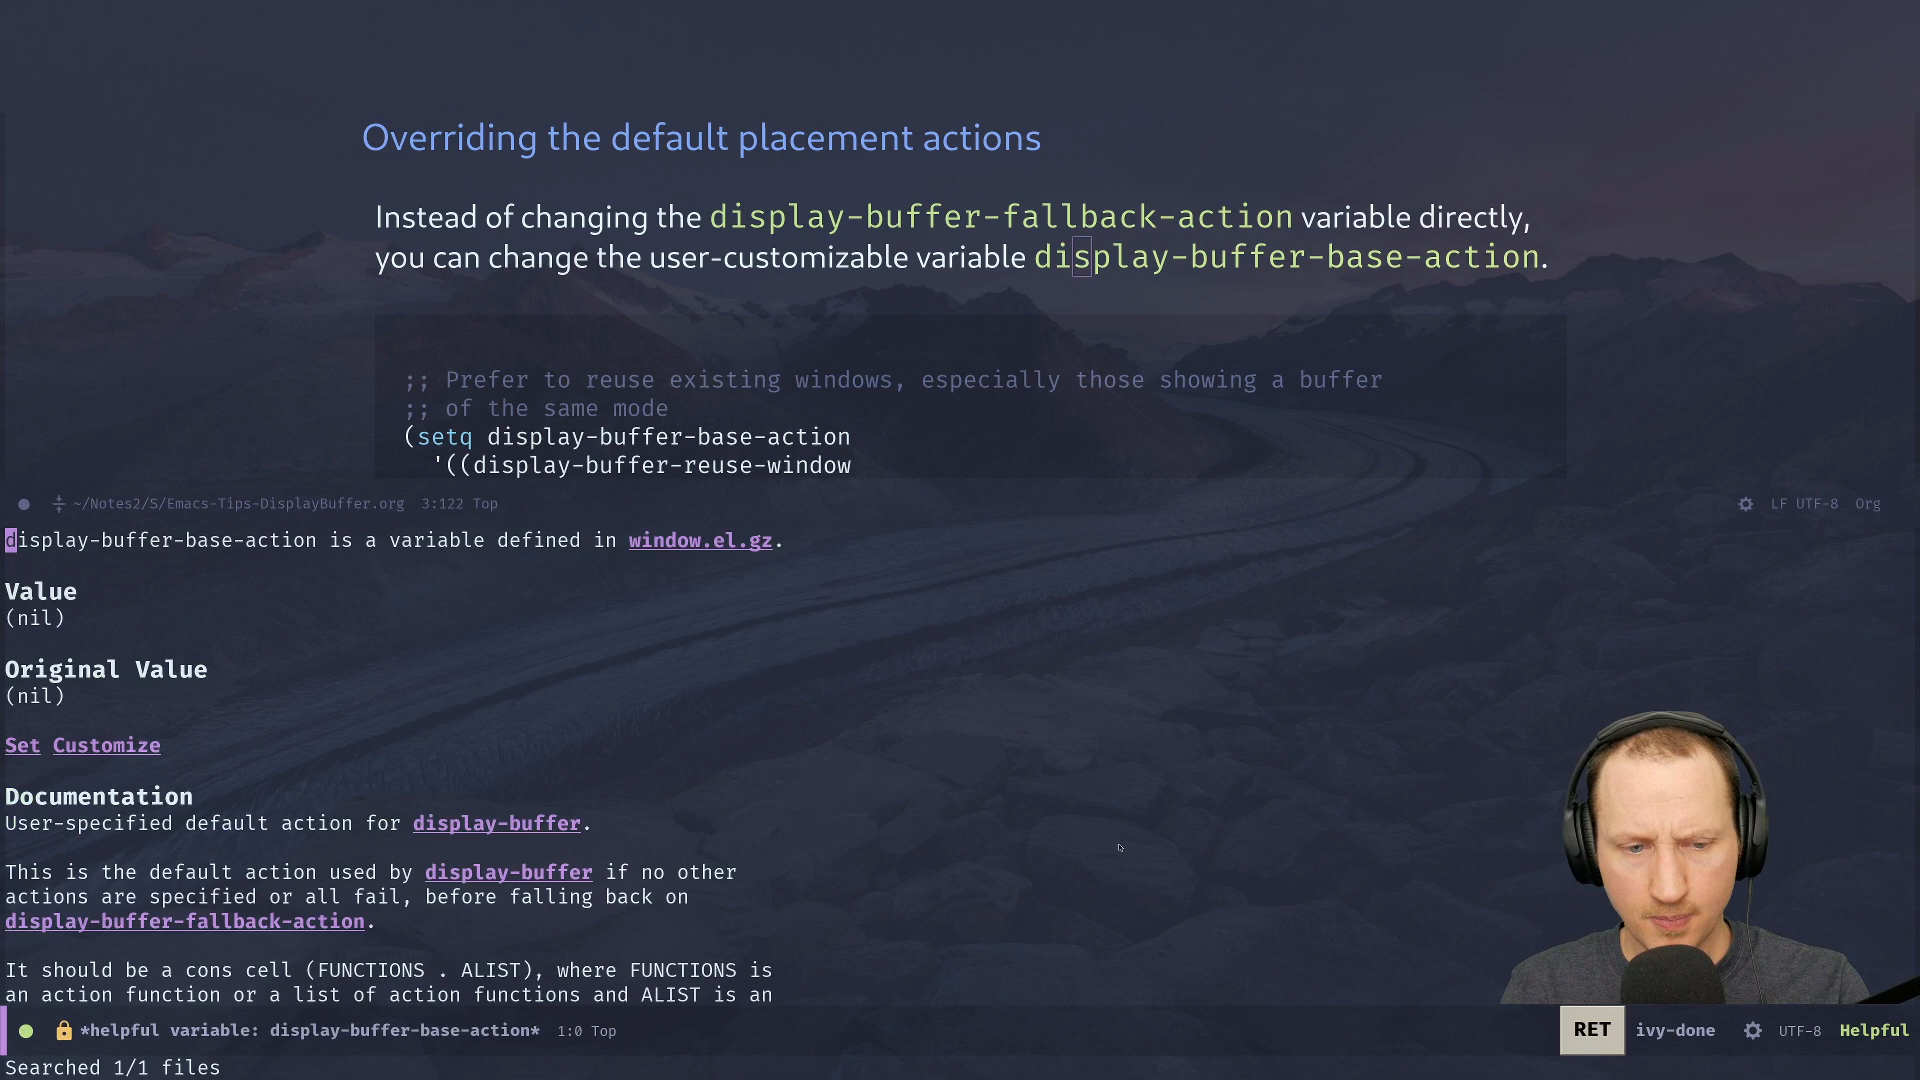 Overriding the default placement actions
Instead of changing the display-buffer-fallback-action variable directly,
you can change the user-customizable variable display-buffer-base-action.
;; Prefer to reuse existing windows, especially those showing a buffer
;; of the same mode
(setq display-buffer-base-action
'((display-buffer-reuse-window
~/Notes2/S/Emacs-Tips-DisplayBuffer.org 3:122 Top LF UTF-8 Org
display-buffer-base-action is a variable defined in window.el.gz.
Value
(nil)
Original Value
(nil)
Set Customize
Documentation
User-specified default action for display-buffer.
This is the default action used by display-buffer if no other
actions are specified or all fail, before falling back on
display-buffer-fallback-action.
It should be a cons cell (FUNCTIONS . ALIST), where FUNCTIONS is
an action function or a list of action functions and ALIST is an
*helpful variable: display-buffer-base-action* 1:0 Top RET ivy-done UTF-8 Helpful
Searched 1/1 files